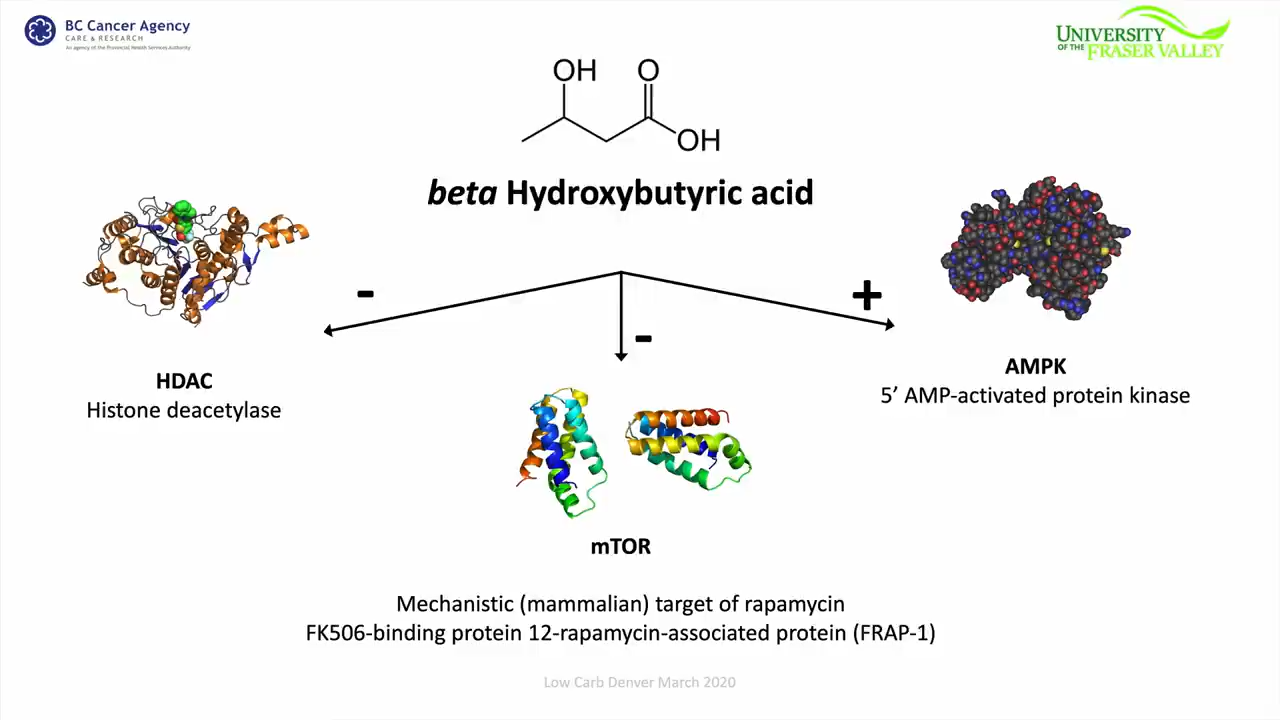 BC Cancer Agency
CARE & RESEARCH
An agency of the Provincial Health Services Authority
UNIVERSITY
OF THE FRASER VALLEY
OH O
OH
beta Hydroxybutyric acid
-
+
-
AMPK
5’ AMP-activated protein kinase
HDAC
Histone deacetylase
mTOR
Mechanistic (mammalian) target of rapamycin
FK506-binding protein 12-rapamycin-associated protein (FRAP-1)
Low Carb Denver March 2020